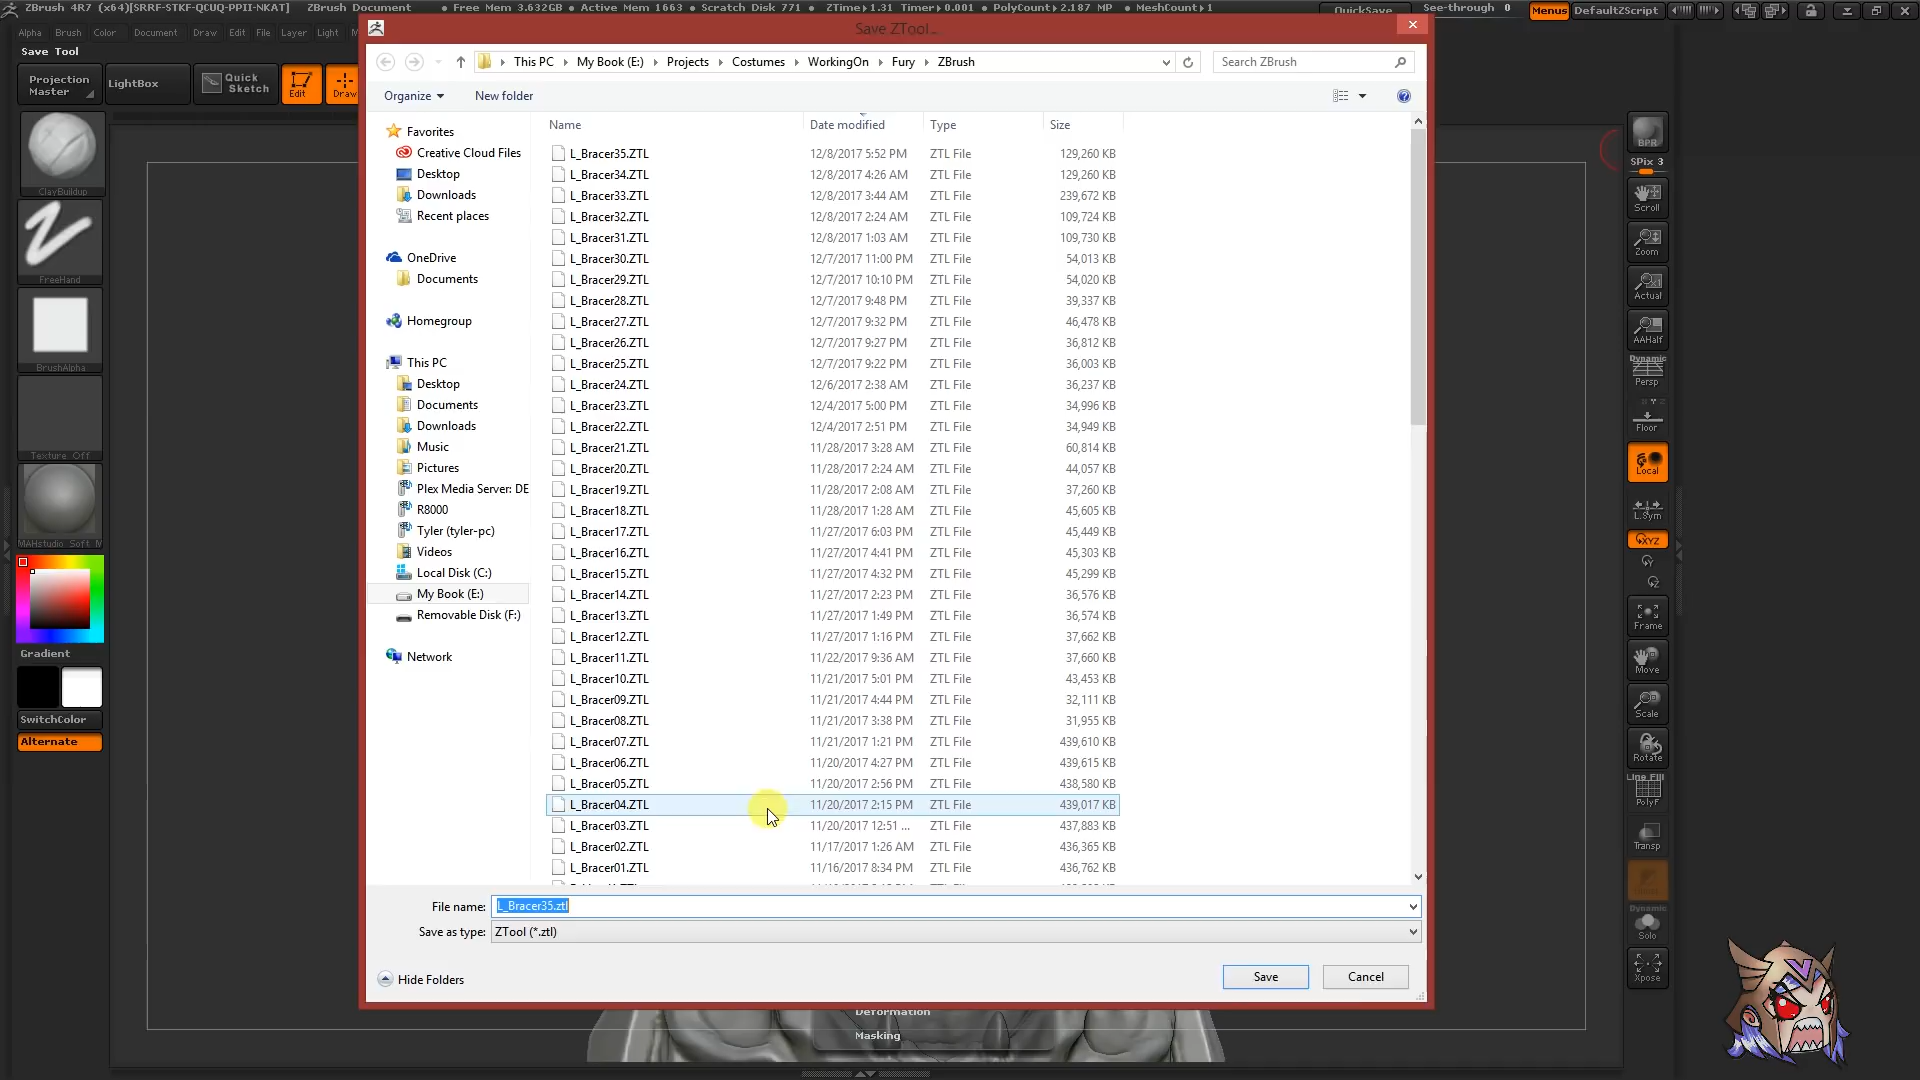 ZBrush 4R7 (x64)[SRRF-STKF-QCUQ-PPII-NKAT] ZBrush Document • Free Mem 3.632GB • Active Mem 1663 • Scratch Disk 771 • ZTime▸1.31 Timer▸0.001 • PolyCount▸2.187 MP • MeshCount▸1 QuickSave See-through 0 Menus DefaultZScript
Alpha Brush Color Document Draw Edit File Layer Light
Save Tool
Save ZTool...
Projection Master LightBox Quick Sketch Edit Draw
This PC My Book (E:) Projects Costumes WorkingOn Fury ZBrush Search ZBrush
Organize New folder
Name Date modified Type Size
L_Bracer35.ZTL 12/8/2017 5:52 PM ZTL File 129,260 KB
L_Bracer34.ZTL 12/8/2017 4:26 AM ZTL File 129,260 KB
L_Bracer33.ZTL 12/8/2017 3:44 AM ZTL File 239,672 KB
L_Bracer32.ZTL 12/8/2017 2:24 AM ZTL File 109,724 KB
L_Bracer31.ZTL 12/8/2017 1:03 AM ZTL File 109,730 KB
L_Bracer30.ZTL 12/7/2017 11:00 PM ZTL File 54,013 KB
L_Bracer29.ZTL 12/7/2017 10:10 PM ZTL File 54,020 KB
L_Bracer28.ZTL 12/7/2017 9:48 PM ZTL File 39,337 KB
L_Bracer27.ZTL 12/7/2017 9:32 PM ZTL File 46,478 KB
L_Bracer26.ZTL 12/7/2017 9:27 PM ZTL File 36,812 KB
L_Bracer25.ZTL 12/7/2017 9:22 PM ZTL File 36,003 KB
L_Bracer24.ZTL 12/6/2017 2:38 AM ZTL File 36,237 KB
L_Bracer23.ZTL 12/4/2017 5:00 PM ZTL File 34,996 KB
L_Bracer22.ZTL 12/4/2017 2:51 PM ZTL File 34,949 KB
L_Bracer21.ZTL 11/28/2017 3:28 AM ZTL File 60,814 KB
L_Bracer20.ZTL 11/28/2017 2:24 AM ZTL File 44,057 KB
L_Bracer19.ZTL 11/28/2017 2:08 AM ZTL File 37,260 KB
L_Bracer18.ZTL 11/28/2017 1:28 AM ZTL File 45,605 KB
L_Bracer17.ZTL 11/27/2017 6:03 PM ZTL File 45,449 KB
L_Bracer16.ZTL 11/27/2017 4:41 PM ZTL File 45,303 KB
L_Bracer15.ZTL 11/27/2017 4:32 PM ZTL File 45,299 KB
L_Bracer14.ZTL 11/27/2017 2:23 PM ZTL File 36,576 KB
L_Bracer13.ZTL 11/27/2017 1:49 PM ZTL File 36,574 KB
L_Bracer12.ZTL 11/27/2017 1:16 PM ZTL File 37,662 KB
L_Bracer11.ZTL 11/22/2017 9:36 AM ZTL File 37,660 KB
L_Bracer10.ZTL 11/21/2017 5:01 PM ZTL File 43,453 KB
L_Bracer09.ZTL 11/21/2017 4:44 PM ZTL File 32,111 KB
L_Bracer08.ZTL 11/21/2017 3:38 PM ZTL File 31,955 KB
L_Bracer07.ZTL 11/21/2017 1:21 PM ZTL File 439,610 KB
L_Bracer06.ZTL 11/20/2017 4:27 PM ZTL File 439,615 KB
L_Bracer05.ZTL 11/20/2017 2:56 PM ZTL File 438,580 KB
L_Bracer04.ZTL 11/20/2017 2:15 PM ZTL File 439,017 KB
L_Bracer03.ZTL 11/20/2017 12:51 ... ZTL File 437,883 KB
L_Bracer02.ZTL 11/17/2017 1:26 AM ZTL File 436,365 KB
L_Bracer01.ZTL 11/16/2017 8:34 PM ZTL File 436,762 KB
Favorites
Creative Cloud Files
Desktop
Downloads
Recent places
OneDrive
Documents
Homegroup
This PC
Desktop
Documents
Downloads
Music
Pictures
Plex Media Server: DE
R8000
Tyler (tyler-pc)
Videos
Local Disk (C:)
My Book (E:)
Removable Disk (F:)
Network
File name: L_Bracer35.ztl
Save as type: ZTool (*.ztl)
Hide Folders Save Cancel
Deformation
Masking
ClayBuildup
FreeHand
BrushAlpha
Texture Off
MAHstudio Soft M
Gradient
SwitchColor
Alternate
BPR
SPix 3
Scroll
Zoom
Actual
AAHalf
Dynamic
Persp
Floor
Local
L.Sym
XYZ
Frame
Move
Scale
Rotate
Line Fill
PolyF
Transp
Dynamic
Solo
Xpose